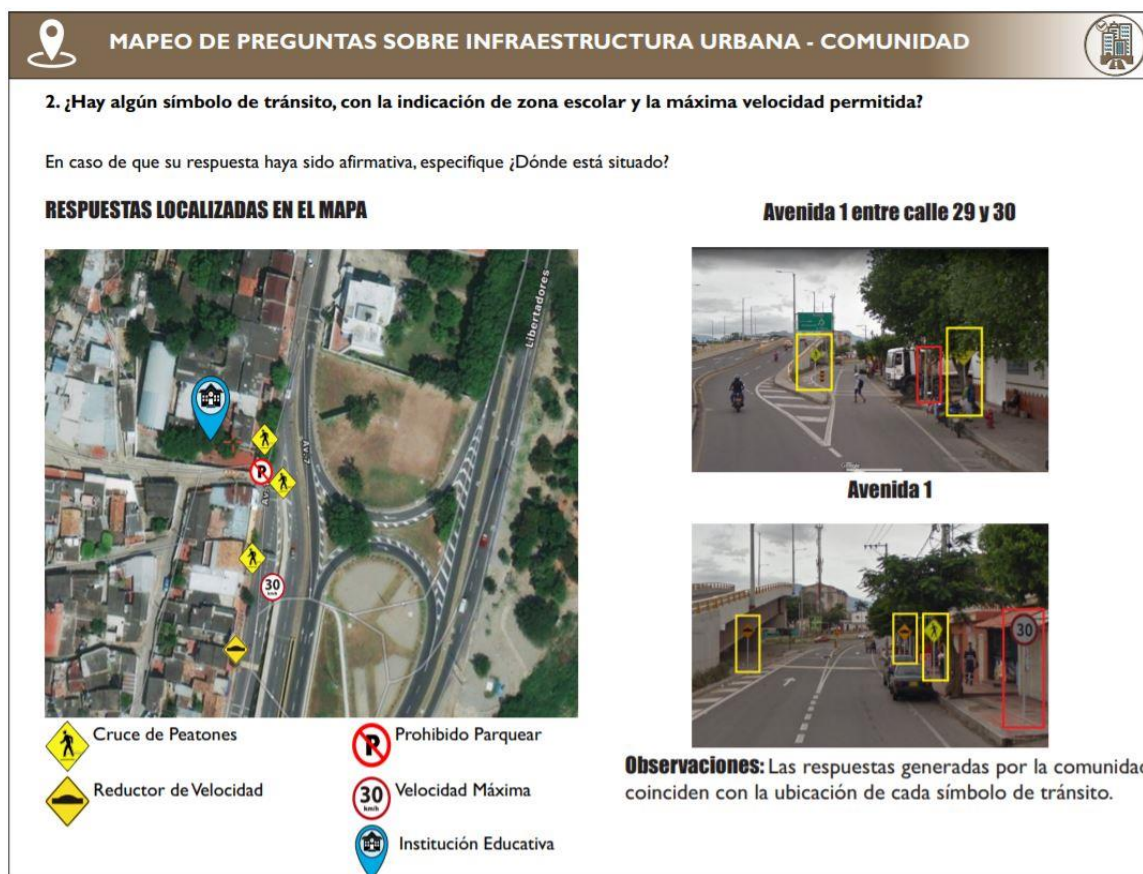 MAPEO DE PREGUNTAS SOBRE INFRAESTRUCTURA URBANA - COMUNIDAD
2. ¿Hay algún símbolo de tránsito, con la indicación de zona escolar y la máxima velocidad permitida?
En caso de que su respuesta haya sido afirmativa, especifique ¿Dónde está situado?
RESPUESTAS LOCALIZADAS EN EL MAPA
Libertadores
P
Av
30
km/h
Cruce de Peatones
Reductor de Velocidad
P
Prohibido Parquear
30
km/h
Velocidad Máxima
Institución Educativa
Avenida 1 entre calle 29 y 30
Avenida 1
30
Observaciones: Las respuestas generadas por la comunidad
coinciden con la ubicación de cada símbolo de tránsito.